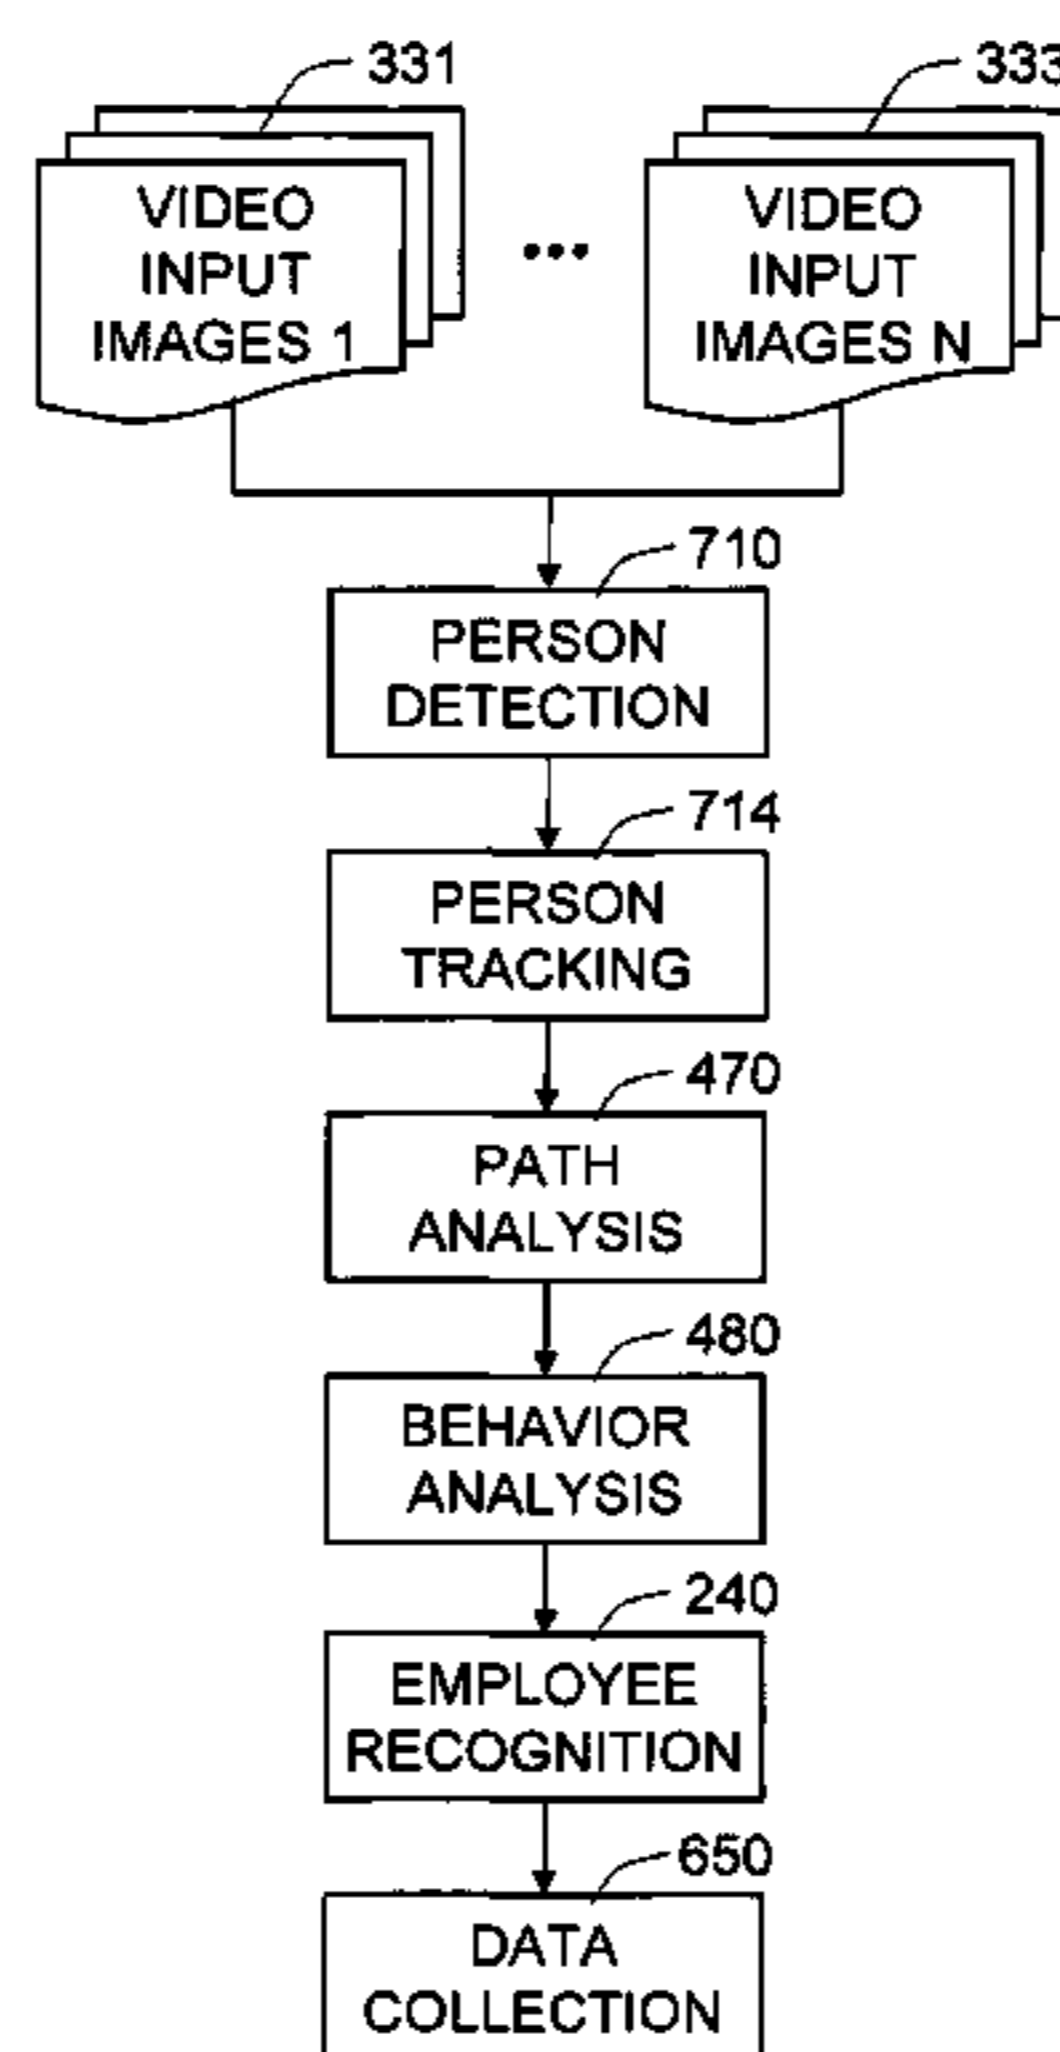 331
333
VIDEO
INPUT
IMAGES 1
...
VIDEO
INPUT
IMAGES N
710
PERSON
DETECTION
714
PERSON
TRACKING
470
PATH
ANALYSIS
480
BEHAVIOR
ANALYSIS
240
EMPLOYEE
RECOGNITION
650
DATA
COLLECTION